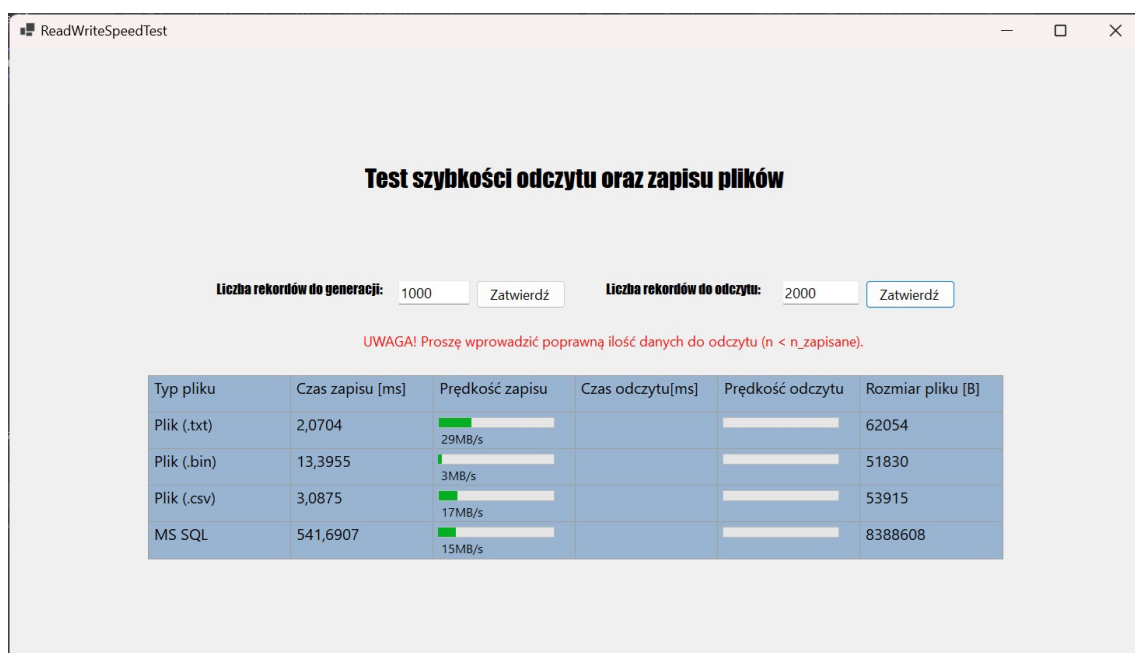 ReadWriteSpeedTest
Test szybkości odczytu oraz zapisu plików
Liczba rekordów do generacji: 1000 Zatwierdź Liczba rekordów do odczytu: 2000 Zatwierdź
UWAGA! Proszę wprowadzić poprawną ilość danych do odczytu (n < n_zapisane).
Typ pliku Czas zapisu [ms] Prędkość zapisu Czas odczytu[ms] Prędkość odczytu Rozmiar pliku [B]
Plik (.txt) 2,0704 29MB/s 62054
Plik (.bin) 13,3955 3MB/s 51830
Plik (.csv) 3,0875 17MB/s 53915
MS SQL 541,6907 15MB/s 8388608